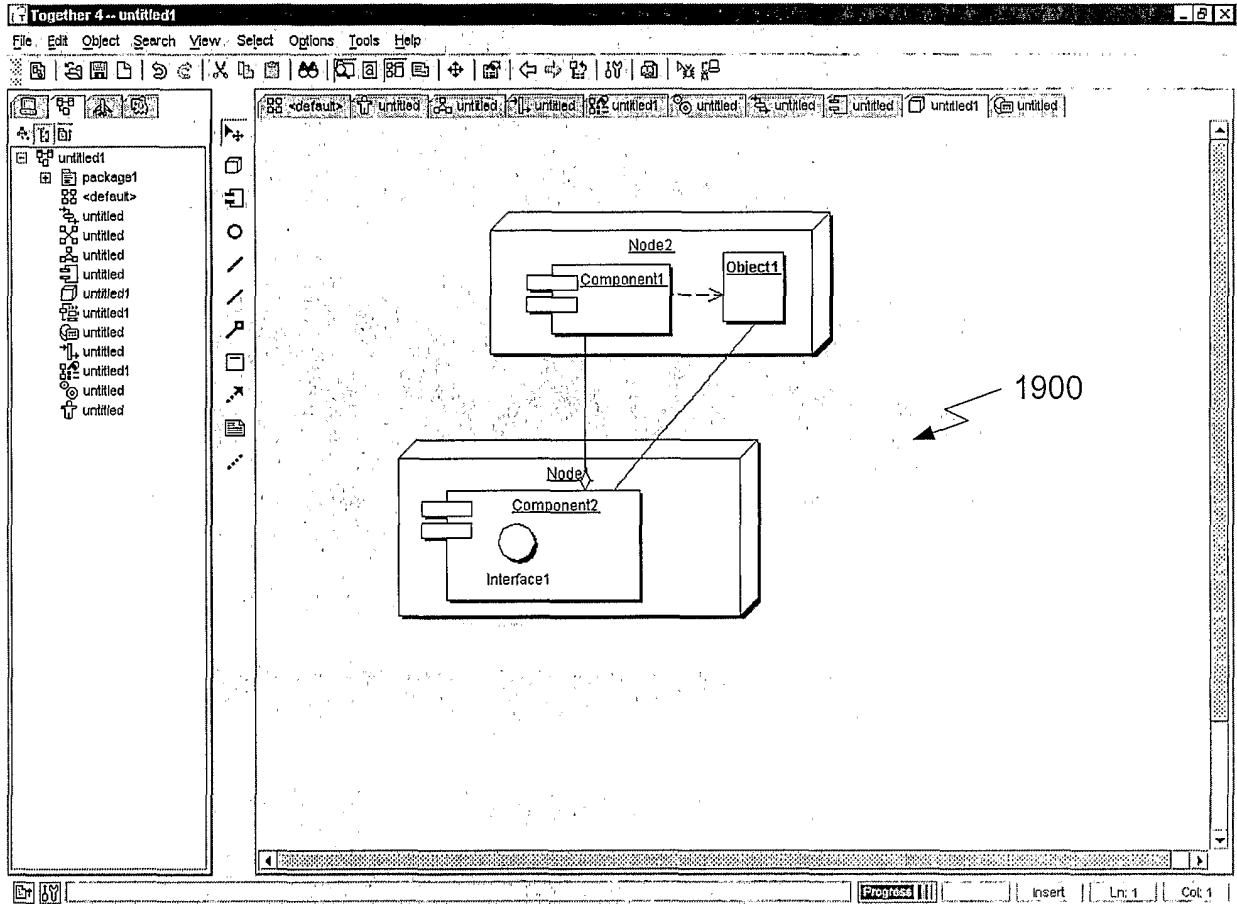 Together 4 -- untitled1
File Edit Object Search View Select Options Tools Help
<default> untitled untitled untitled untitled1 untitled untitled untitled untitled1 untitled
untitled1
package1
<default>
untitled
untitled
untitled
untitled
untitled1
untitled1
untitled
untitled
untitled1
untitled
untitled
Node2
Component1
Object1
1900
Node
Component2
Interface1
Progress
Insert
Ln: 1
Col: 1